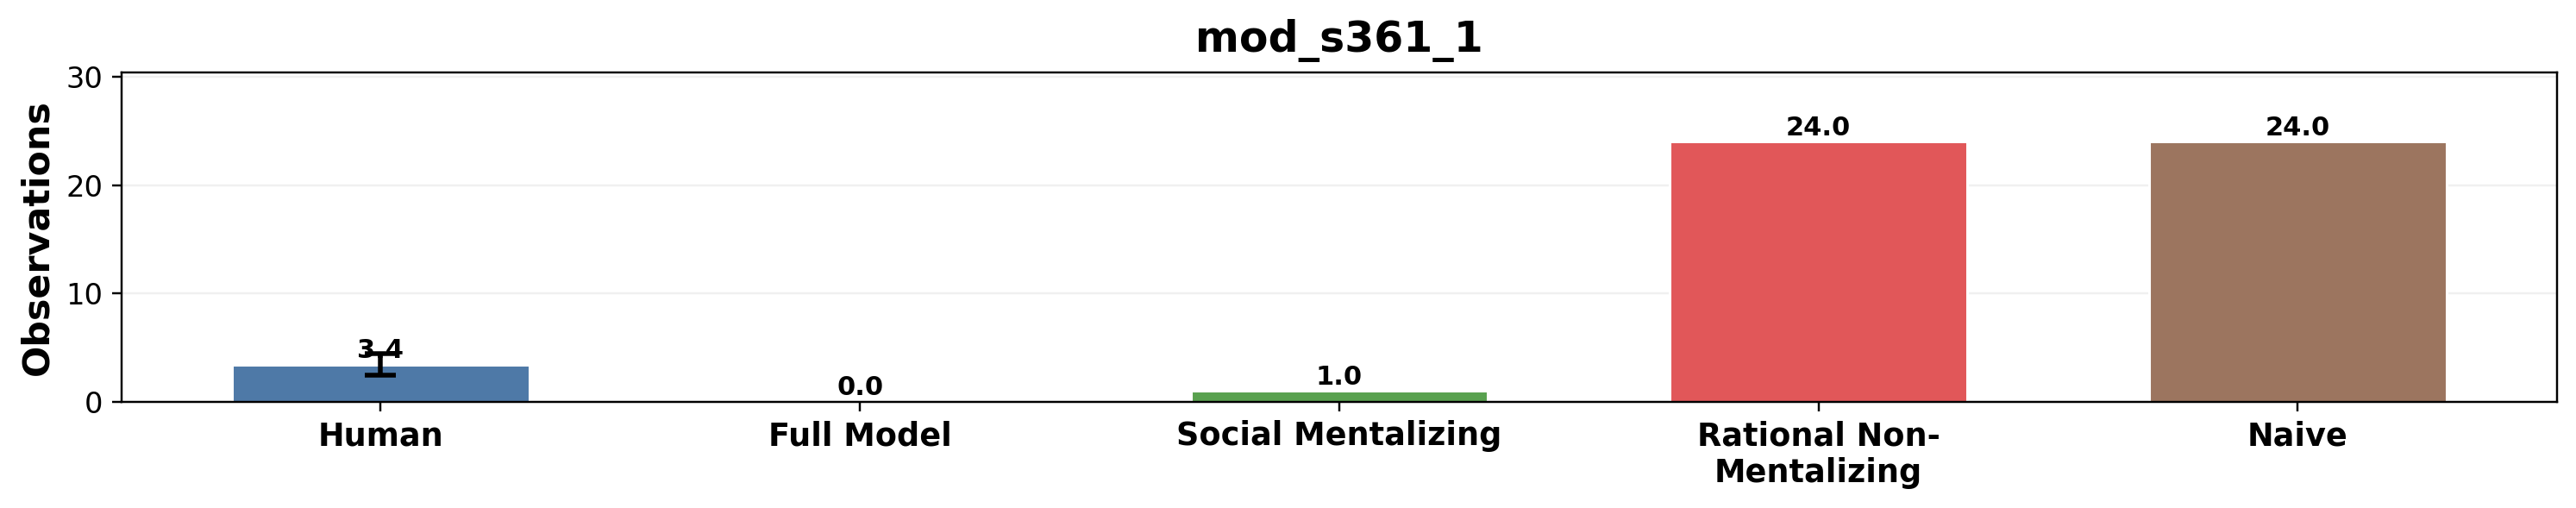 mod_s361_1
Observations
30
20
10
0
3.4
0.0
1.0
24.0
24.0
Human
Full Model
Social Mentalizing
Rational Non-
Mentalizing
Naive